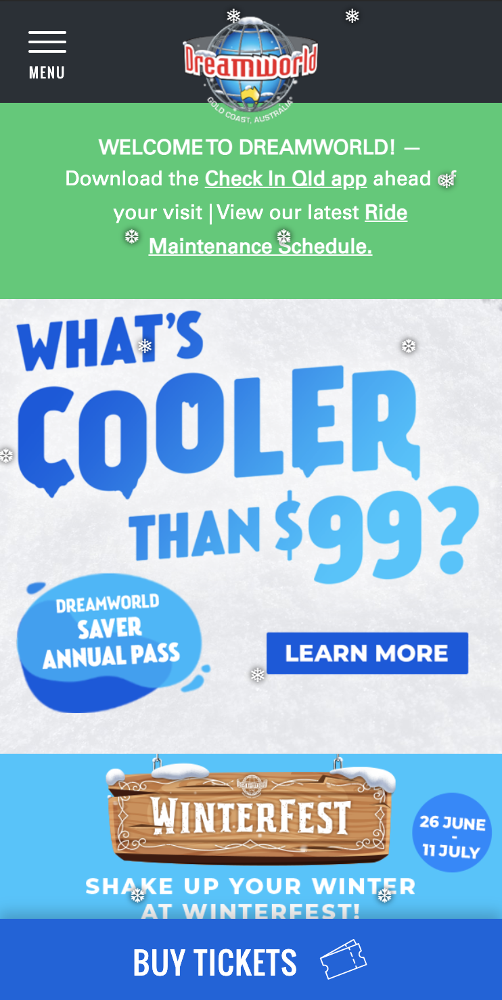 MENU
Dreamworld
GOLD COAST, AUSTRALIA
WELCOME TO DREAMWORLD! —
Download the Check In Qld app ahead of
your visit | View our latest Ride
Maintenance Schedule.
WHAT'S
COOLER
THAN $99?
DREAMWORLD
SAVER
ANNUAL PASS
LEARN MORE
Dreamworld
WINTERFEST
26 JUNE
-
11 JULY
SHAKE UP YOUR WINTER
AT WINTERFEST!
BUY TICKETS